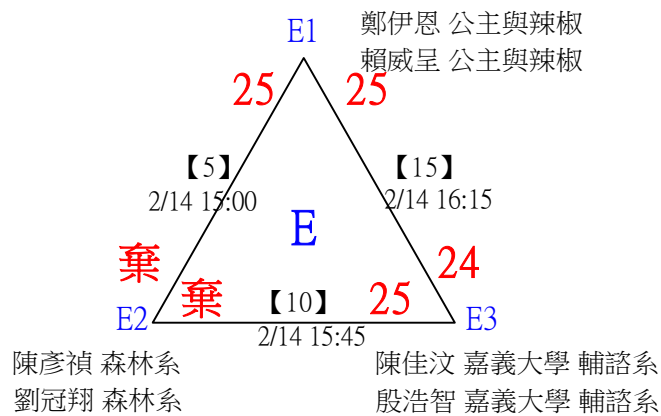 E1
鄭伊恩 公主與辣椒
賴威呈 公主與辣椒
25
25
【5】
2/14 15:00
【15】
2/14 16:15
E
棄
24
棄
【10】
25
E2
2/14 15:45
E3
陳彥禎 森林系
劉冠翔 森林系
陳佳汶 嘉義大學 輔諮系
殷浩智 嘉義大學 輔諮系